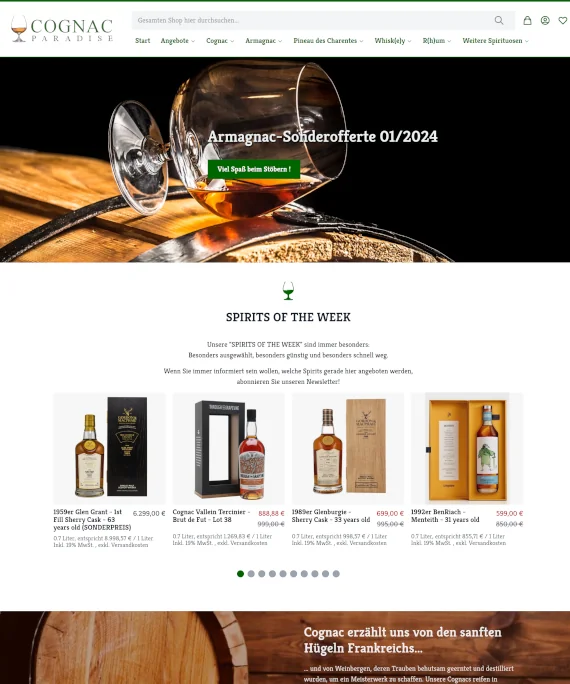 COGNAC
PARADISE
Gesamten Shop hier durchsuchen...
Start Angebote Cognac Armagnac Pineau des Charentes Whisk(e)y R(h)um Weitere Spirituosen
Armagnac-Sonderofferte 01/2024
Viel Spaß beim Stöbern !
SPIRITS OF THE WEEK
Unsere "SPIRITS OF THE WEEK" sind immer besonders:
Besonders ausgewählt, besonders günstig und besonders schnell weg.
Wenn Sie immer informiert sein wollen, welche Spirits gerade hier angeboten werden,
abonnieren Sie unseren Newsletter!
1959er Glen Grant - 1st
Fill Sherry Cask - 63
years old (SONDERPREIS)
6.299,00 €
0.7 Liter, entspricht 8.998,57 € / 1 Liter
Inkl. 19% MwSt., exkl. Versandkosten
Cognac Vallein Tercinier -
Brut de Fut - Lot 38
888,88 €
999,00 €
0.7 Liter, entspricht 1.269,83 € / 1 Liter
Inkl. 19% MwSt., exkl. Versandkosten
1989er Glenburgie -
Sherry Cask - 33 years old
699,00 €
995,00 €
0.7 Liter, entspricht 998,57 € / 1 Liter
Inkl. 19% MwSt., exkl. Versandkosten
1992er BenRiach -
Menteith - 31 years old
599,00 €
850,00 €
0.7 Liter, entspricht 855,71 € / 1 Liter
Inkl. 19% MwSt., exkl. Versandkosten
Cognac erzählt uns von den sanften
Hügeln Frankreichs...
... und von Weinbergen, deren Trauben behutsam geerntet und destilliert
wurden, um ein Meisterwerk zu schaffen. Unsere Cognacs reifen in